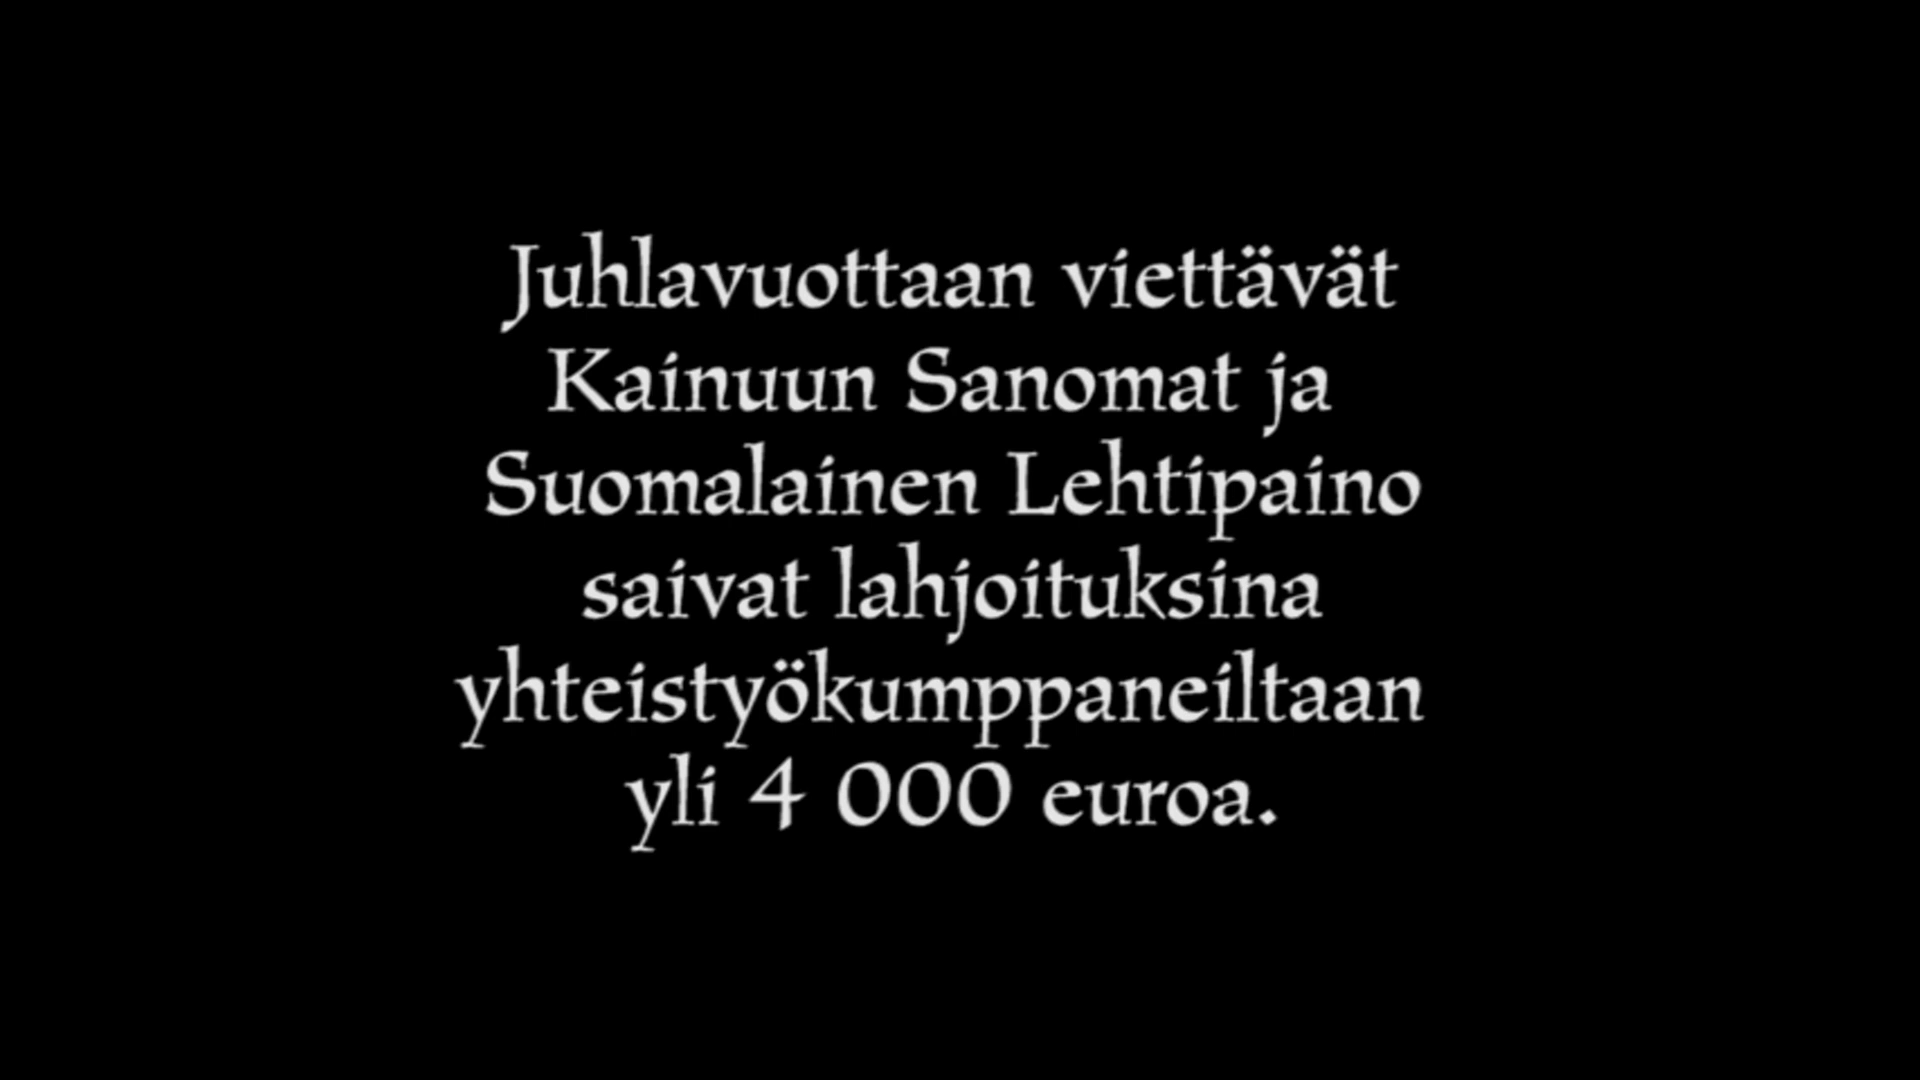 Juhlavuottaan viettävät
Kainuun Sanomat ja
Suomalainen Lehtipaino
saivat lahjoituksina
yhteistyökumppaneiltaan
yli 4 000 euroa.